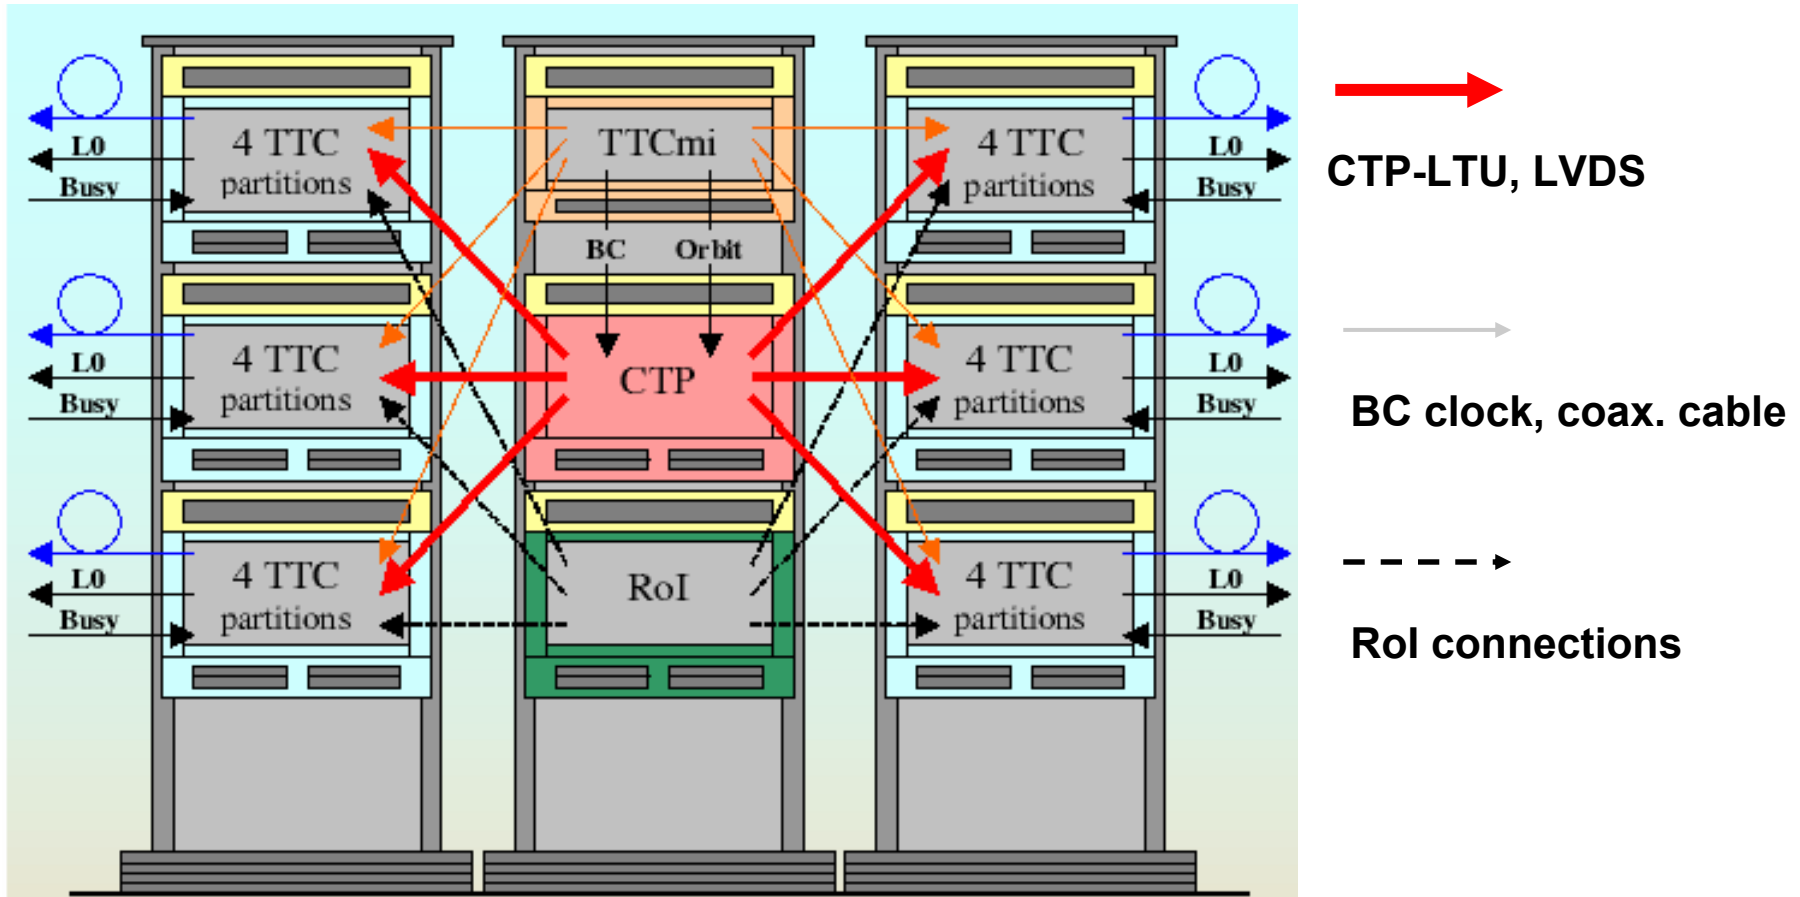 4 TTC
partitions
L0
Busy
TTCmi
4 TTC
partitions
L0
Busy
BC
Orbit
4 TTC
partitions
L0
Busy
CTP
4 TTC
partitions
L0
Busy
4 TTC
partitions
L0
Busy
RoI
4 TTC
partitions
L0
Busy
CTP-LTU, LVDS
BC clock, coax. cable
RoI connections